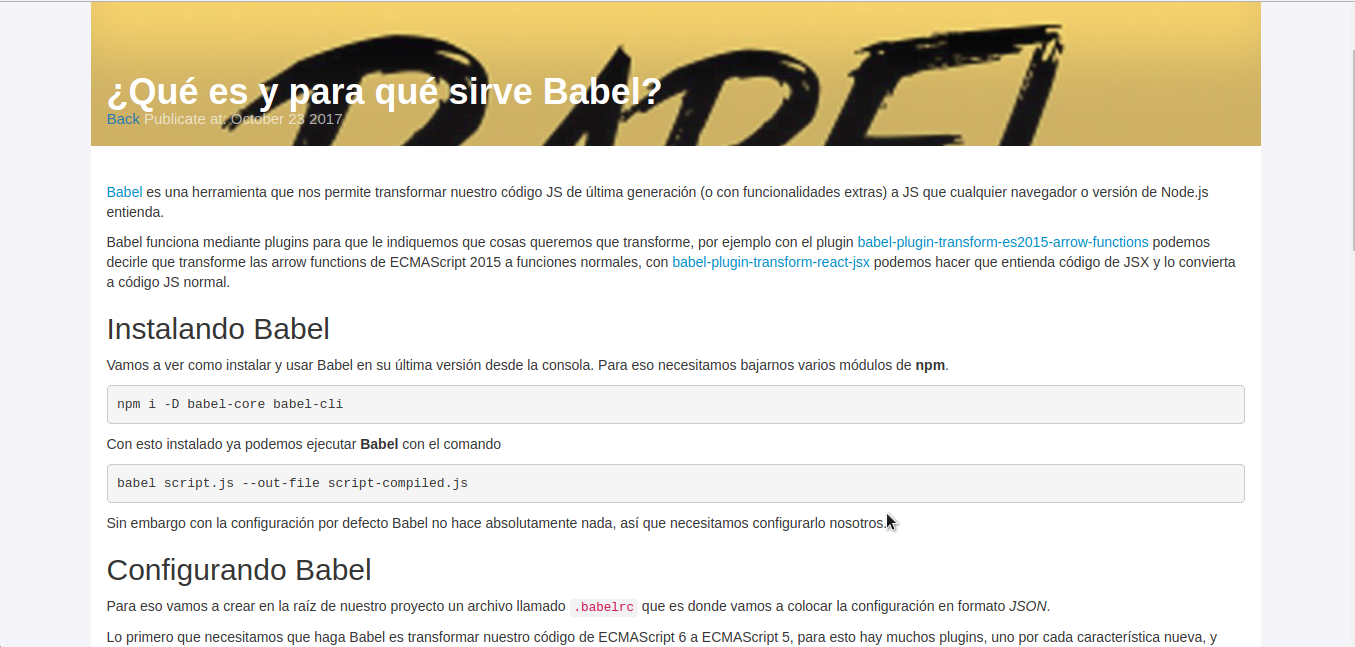 BABEL
¿Qué es y para qué sirve Babel?
Back Publicate at: October 23 2017
Babel es una herramienta que nos permite transformar nuestro código JS de última generación (o con funcionalidades extras) a JS que cualquier navegador o versión de Node.js
entienda.
Babel funciona mediante plugins para que le indiquemos que cosas queremos que transforme, por ejemplo con el plugin babel-plugin-transform-es2015-arrow-functions podemos
decirle que transforme las arrow functions de ECMAScript 2015 a funciones normales, con babel-plugin-transform-react-jsx podemos hacer que entienda código de JSX y lo convierta
a código JS normal.
Instalando Babel
Vamos a ver como instalar y usar Babel en su última versión desde la consola. Para eso necesitamos bajarnos varios módulos de npm.
npm i -D babel-core babel-cli
Con esto instalado ya podemos ejecutar Babel con el comando
babel script.js --out-file script-compiled.js
Sin embargo con la configuración por defecto Babel no hace absolutamente nada, así que necesitamos configurarlo nosotros.
Configurando Babel
Para eso vamos a crear en la raíz de nuestro proyecto un archivo llamado .babelrc que es donde vamos a colocar la configuración en formato JSON.
Lo primero que necesitamos que haga Babel es transformar nuestro código de ECMAScript 6 a ECMAScript 5, para esto hay muchos plugins, uno por cada característica nueva, y